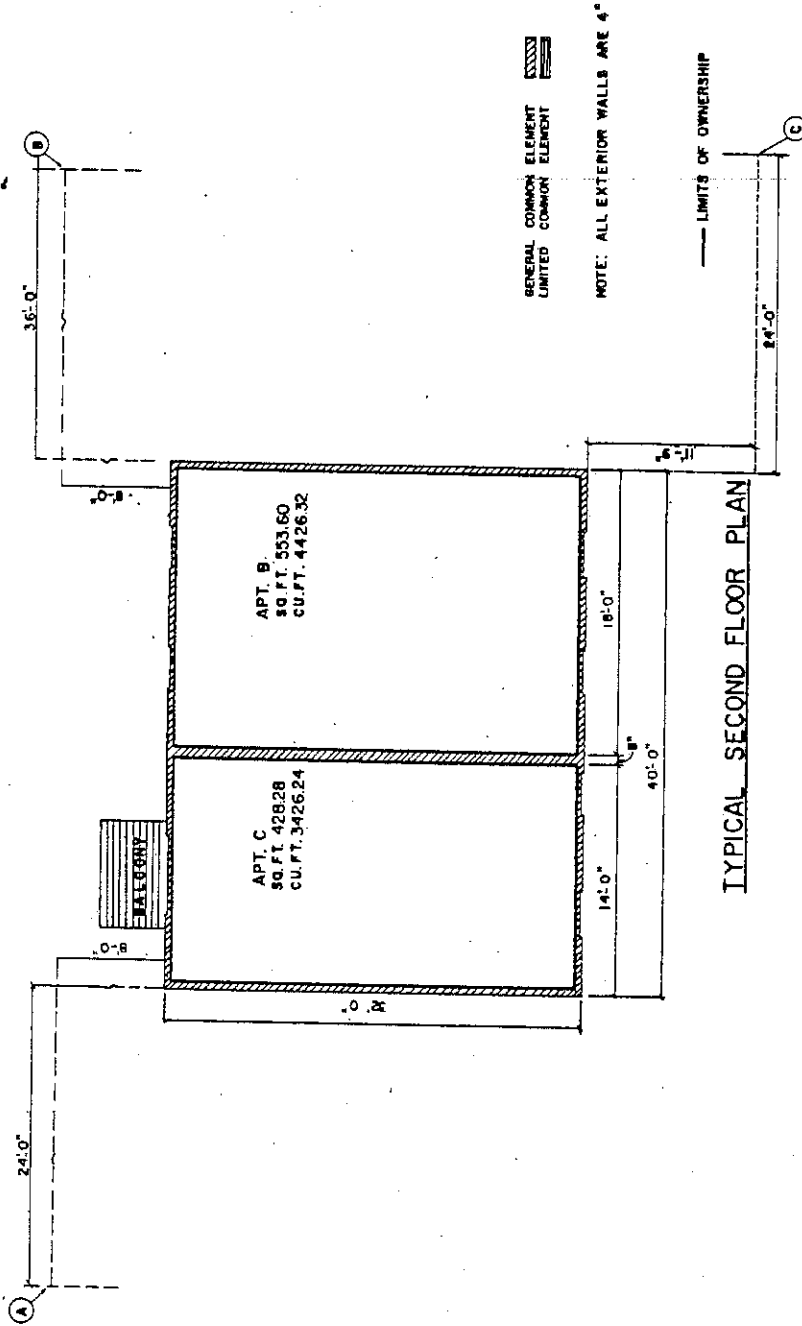 A
24'-0"
8'-0"
BALCONY
APT. C
SQ.FT. 428.28
CU.FT. 3426.24
14'-0"
8"
40'-0"
APT. B
SQ.FT. 553.60
CU.FT. 4426.32
18'-0"
36'-0"
B
8'-0"
11'-9"
24'-0"
C
GENERAL COMMON ELEMENT
LIMITED COMMON ELEMENT
NOTE: ALL EXTERIOR WALLS ARE 4"
LIMITS OF OWNERSHIP
TYPICAL SECOND FLOOR PLAN